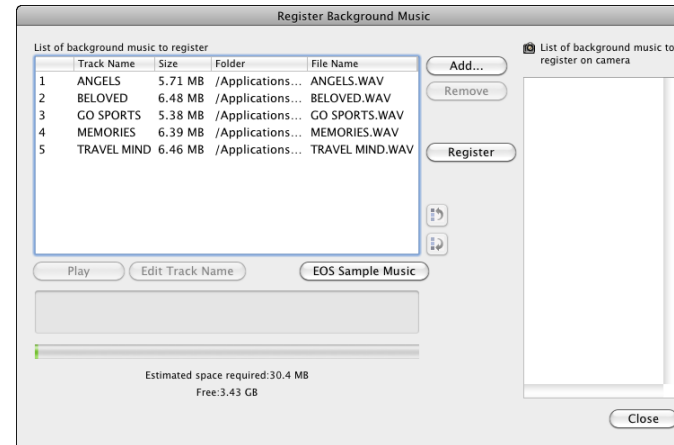 Register Background Music
List of background music to register
Track Name Size Folder File Name
1 ANGELS 5.71 MB /Applications... ANGELS.WAV
2 BELOVED 6.48 MB /Applications... BELOVED.WAV
3 GO SPORTS 5.38 MB /Applications... GO SPORTS.WAV
4 MEMORIES 6.39 MB /Applications... MEMORIES.WAV
5 TRAVEL MIND 6.46 MB /Applications... TRAVEL MIND.WAV
Add...
Remove
Register
Play Edit Track Name EOS Sample Music
Estimated space required:30.4 MB
Free:3.43 GB
List of background music to
register on camera
Close